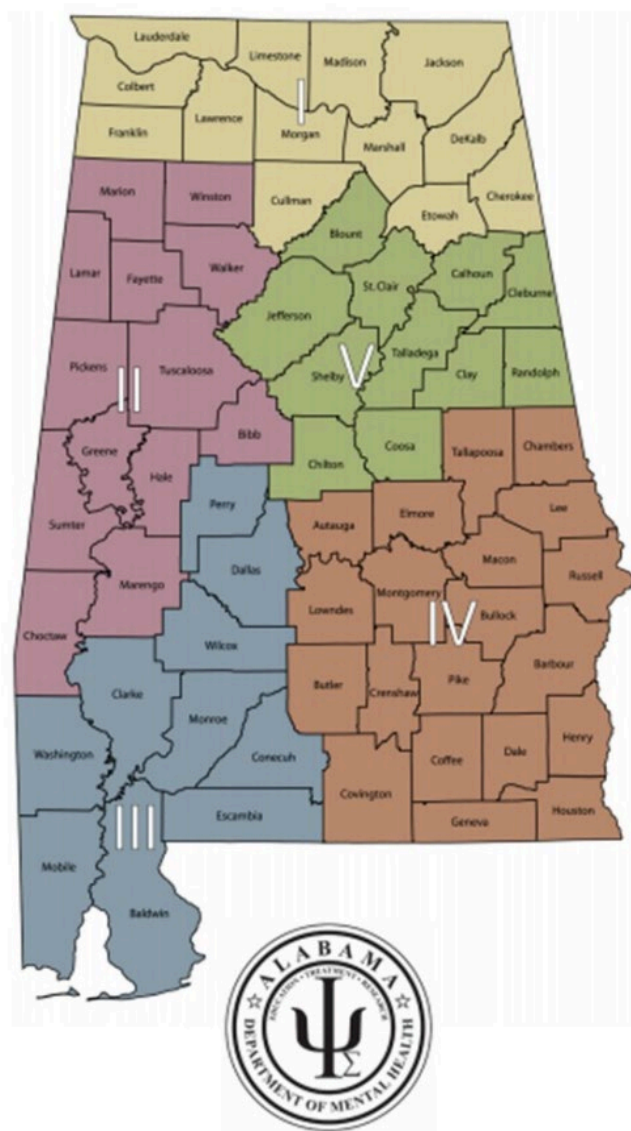 Lauderdale
Limestone
Madison
Jackson
Colbert
Lawrence
Franklin
I
Morgan
Marshall
DeKalb
Cullman
Etowah
Cherokee
Marion
Winston
Blount
Lamar
Fayette
Walker
St. Clair
Calhoun
Cleburne
Jefferson
Talladega
Pickens
II
Tuscaloosa
Shelby
V
Clay
Randolph
Greene
Hale
Bibb
Chilton
Coosa
Tallapoosa
Chambers
Sumter
Perry
Autauga
Elmore
Lee
Marengo
Dallas
Macon
Russell
Choctaw
Lowndes
Montgomery
IV
Bullock
Wilcox
Clarke
Butler
Crenshaw
Pike
Barbour
Washington
Monroe
Conecuh
Coffee
Dale
Henry
Mobile
III
Escambia
Covington
Geneva
Houston
Baldwin
ALABAMA
EDUCATION • TREATMENT • RESEARCH
Ψ Σ
DEPARTMENT OF MENTAL HEALTH